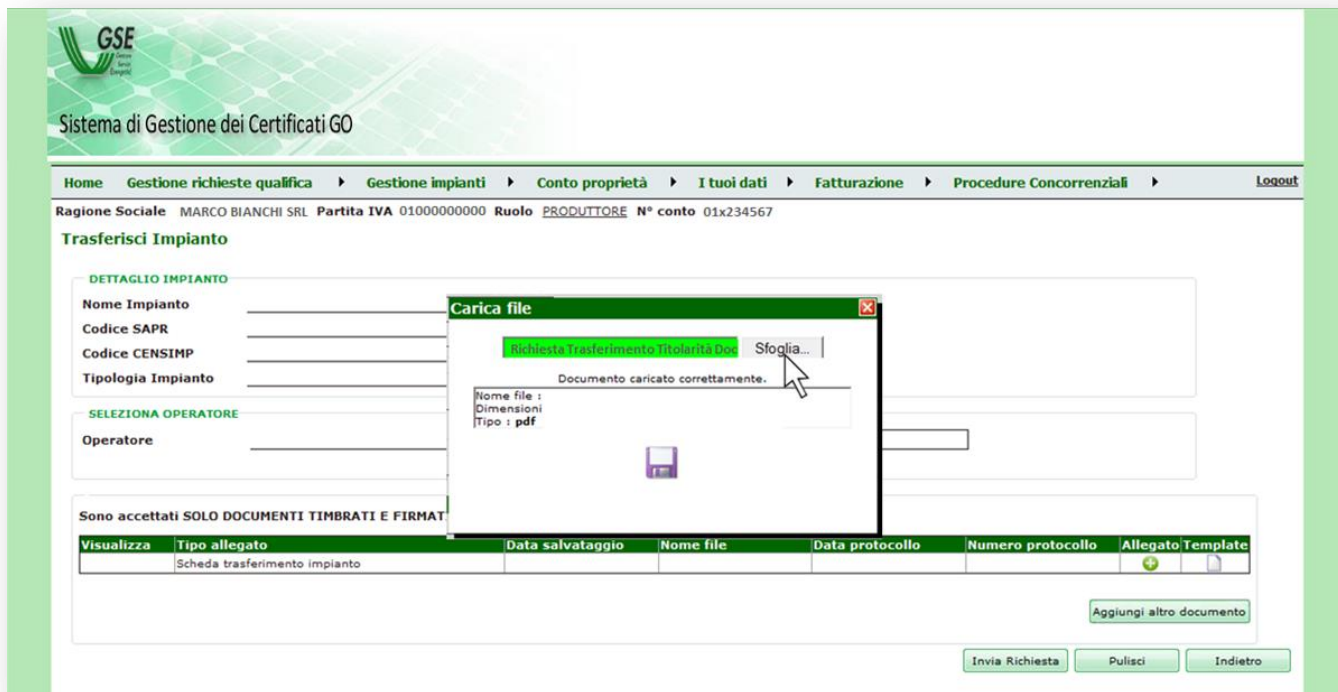 GSE
Gestore
Servizi
Energetici
Sistema di Gestione dei Certificati GO
Home Gestione richieste qualifica Gestione impianti Conto proprietà I tuoi dati Fatturazione Procedure Concorrenziali Logout
Ragione Sociale MARCO BIANCHI SRL Partita IVA 01000000000 Ruolo PRODUTTORE N° conto 01x234567
Trasferisci Impianto
DETTAGLIO IMPIANTO
Nome Impianto
Codice SAPR
Codice CENSIMP
Tipologia Impianto
SELEZIONA OPERATORE
Operatore
Carica file
Richiesta Trasferimento Titolarità Doc Sfoglia...
Documento caricato correttamente.
Nome file :
Dimensioni
Tipo : pdf
Sono accettati SOLO DOCUMENTI TIMBRATI E FIRMAT
Visualizza Tipo allegato Data salvataggio Nome file Data protocollo Numero protocollo Allegato Template
Scheda trasferimento impianto
Aggiungi altro documento
Invia Richiesta Pulisci Indietro